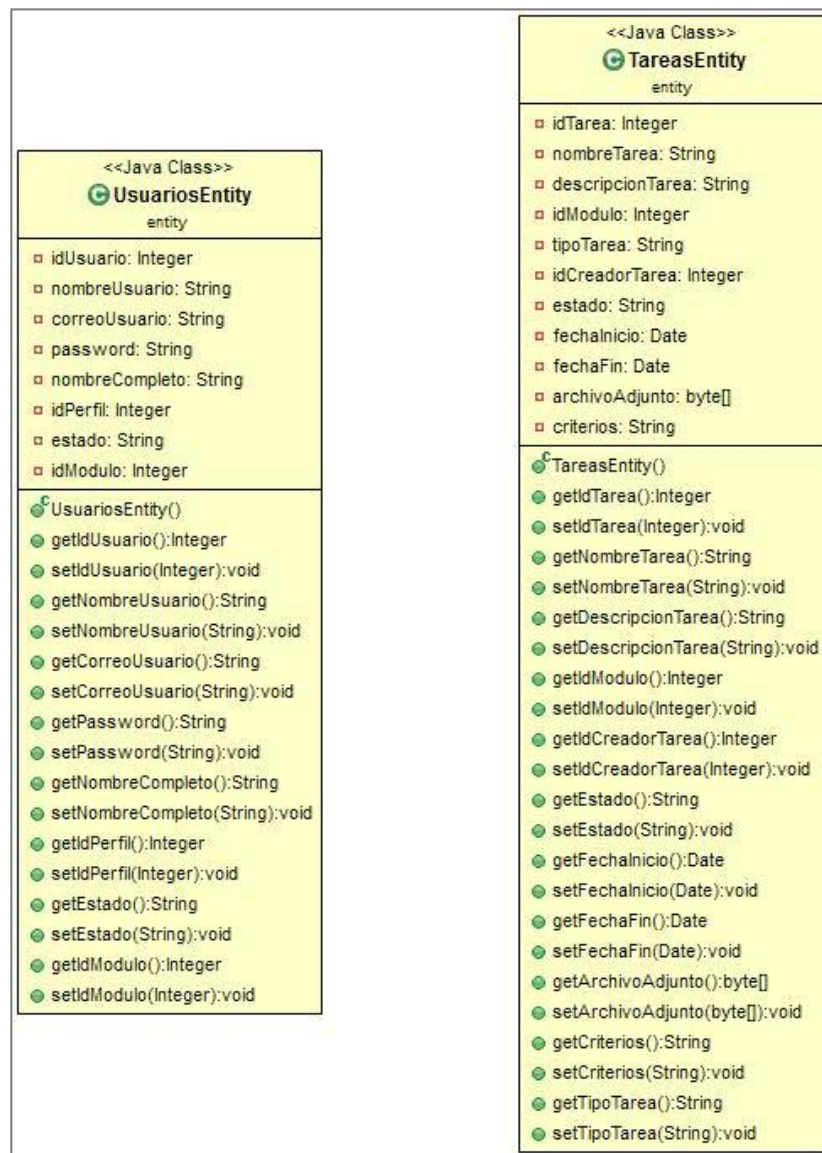 <<Java Class>>
UsuariosEntity
entity
idUsuario: Integer
nombreUsuario: String
correoUsuario: String
password: String
nombreCompleto: String
idPerfil: Integer
estado: String
idModulo: Integer
UsuariosEntity()
getIdUsuario():Integer
setIdUsuario(Integer):void
getNombreUsuario():String
setNombreUsuario(String):void
getCorreoUsuario():String
setCorreoUsuario(String):void
getPassword():String
setPassword(String):void
getNombreCompleto():String
setNombreCompleto(String):void
getIdPerfil():Integer
setIdPerfil(Integer):void
getEstado():String
setEstado(String):void
getIdModulo():Integer
setIdModulo(Integer):void
<<Java Class>>
TareasEntity
entity
idTarea: Integer
nombreTarea: String
descripcionTarea: String
idModulo: Integer
tipoTarea: String
idCreadorTarea: Integer
estado: String
fechaInicio: Date
fechaFin: Date
archivoAdjunto: byte[]
criterios: String
TareasEntity()
getIdTarea():Integer
setIdTarea(Integer):void
getNombreTarea():String
setNombreTarea(String):void
getDescripcionTarea():String
setDescripcionTarea(String):void
getIdModulo():Integer
setIdModulo(Integer):void
getIdCreadorTarea():Integer
setIdCreadorTarea(Integer):void
getEstado():String
setEstado(String):void
getFechaInicio():Date
setFechaInicio(Date):void
getFechaFin():Date
setFechaFin(Date):void
getArchivoAdjunto():byte[]
setArchivoAdjunto(byte[]):void
getCriterios():String
setCriterios(String):void
getTipoTarea():String
setTipoTarea(String):void